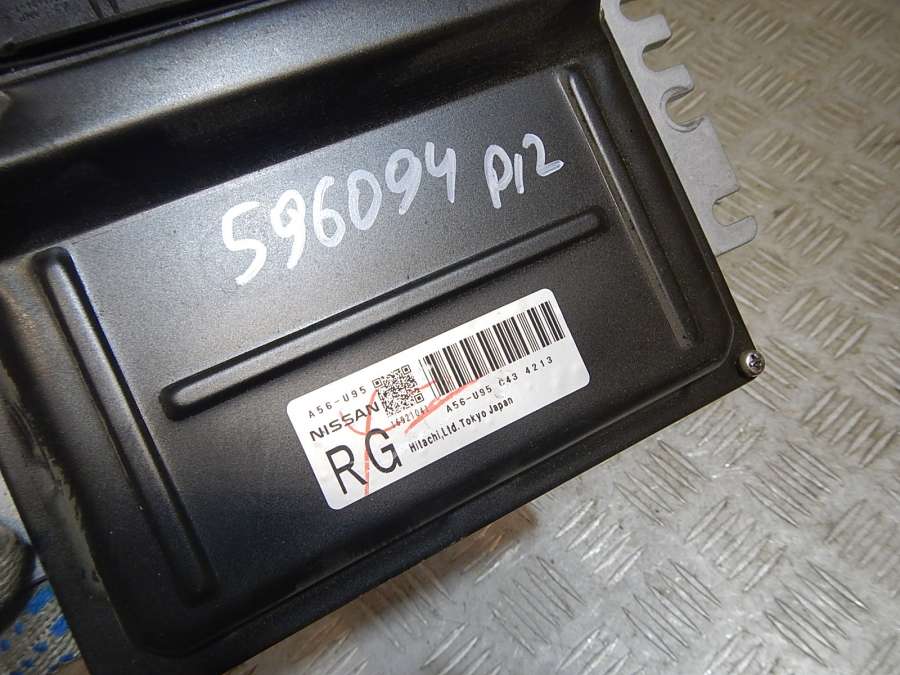 596094 P12
A56-U95
NISSAN
A56-U95 C43 4213
RG
Hitachi,Ltd.Tokyo Japan